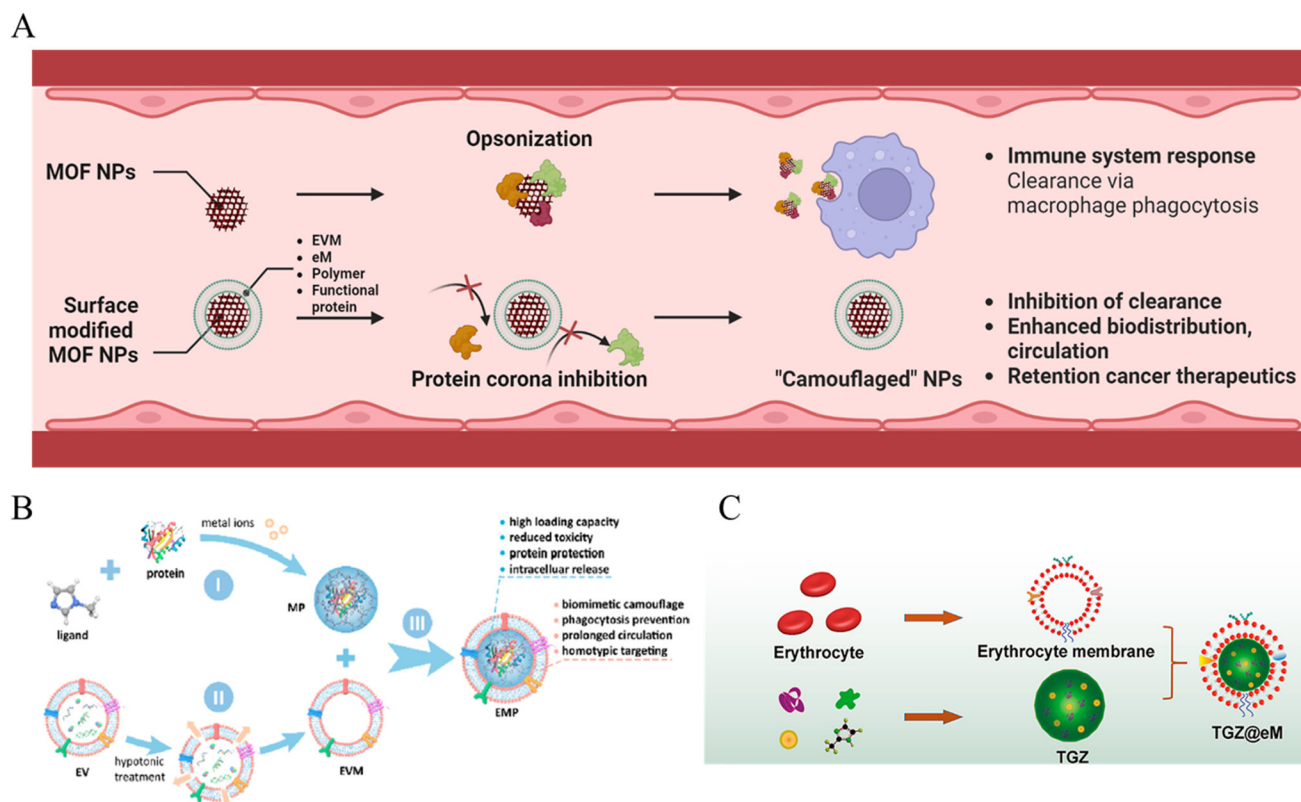 A
MOF NPs
Opsonization
• Immune system response
Clearance via
macrophage phagocytosis
• EVM
• eM
• Polymer
• Functional
protein
Surface
modified
MOF NPs
Protein corona inhibition
"Camouflaged" NPs
• Inhibition of clearance
• Enhanced biodistribution,
circulation
• Retention cancer therapeutics
B
ligand
protein
metal ions
I
MP
EV
hypotonic
treatment
II
EVM
III
• high loading capacity
• reduced toxicity
• protein protection
• intracelluar release
• biomimetic camouflage
• phagocytosis prevention
• prolonged circulation
• homotypic targeting
EMP
C
Erythrocyte
Erythrocyte membrane
TGZ
TGZ@eM